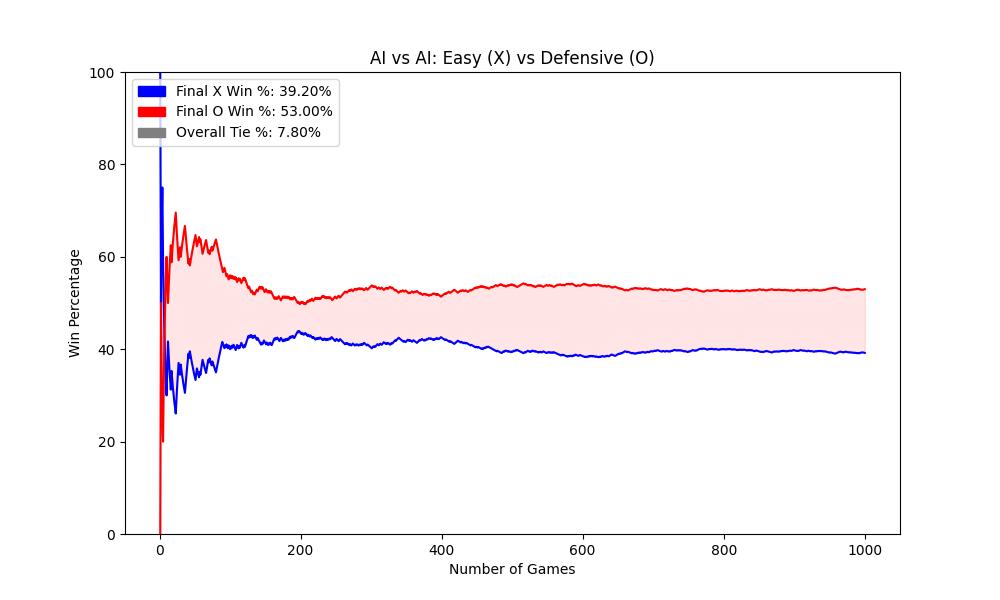 AI vs AI: Easy (X) vs Defensive (O)
Final X Win %: 39.20%
Final O Win %: 53.00%
Overall Tie %: 7.80%
100
80
60
40
20
0
Win Percentage
0 200 400 600 800 1000
Number of Games